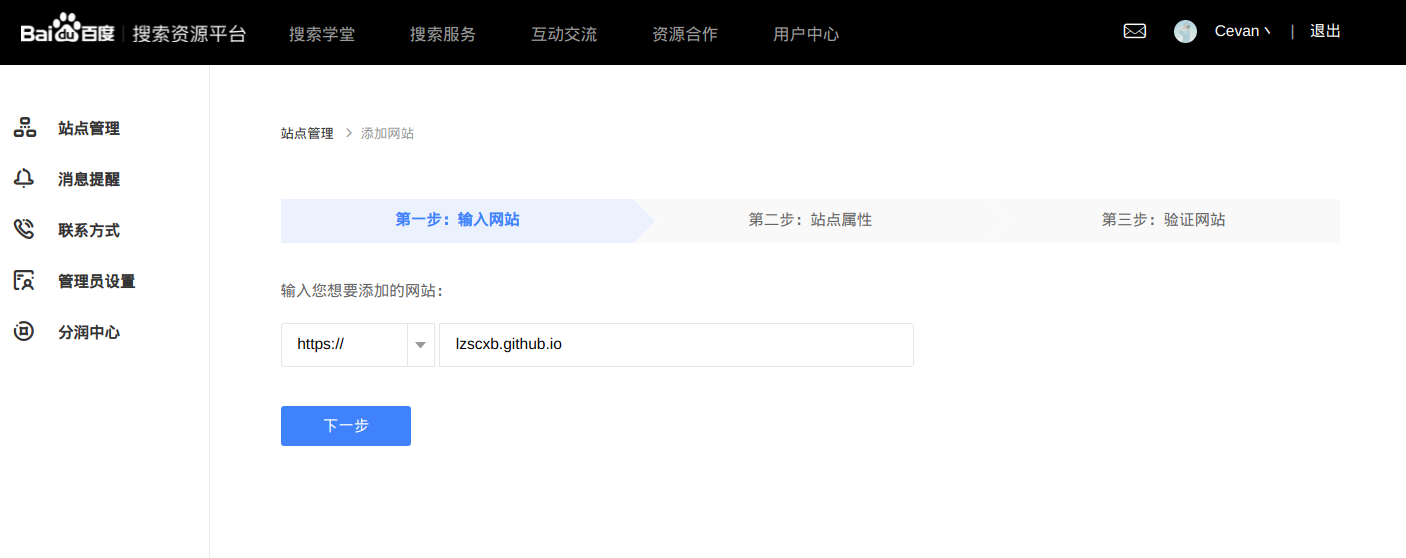 Bai du 百度 | 搜索资源平台 搜索学堂 搜索服务 互动交流 资源合作 用户中心 Cevan丶 | 退出
站点管理
消息提醒
联系方式
管理员设置
分润中心
站点管理 > 添加网站
第一步：输入网站 第二步：站点属性 第三步：验证网站
输入您想要添加的网站：
https:// lzscxb.github.io
下一步